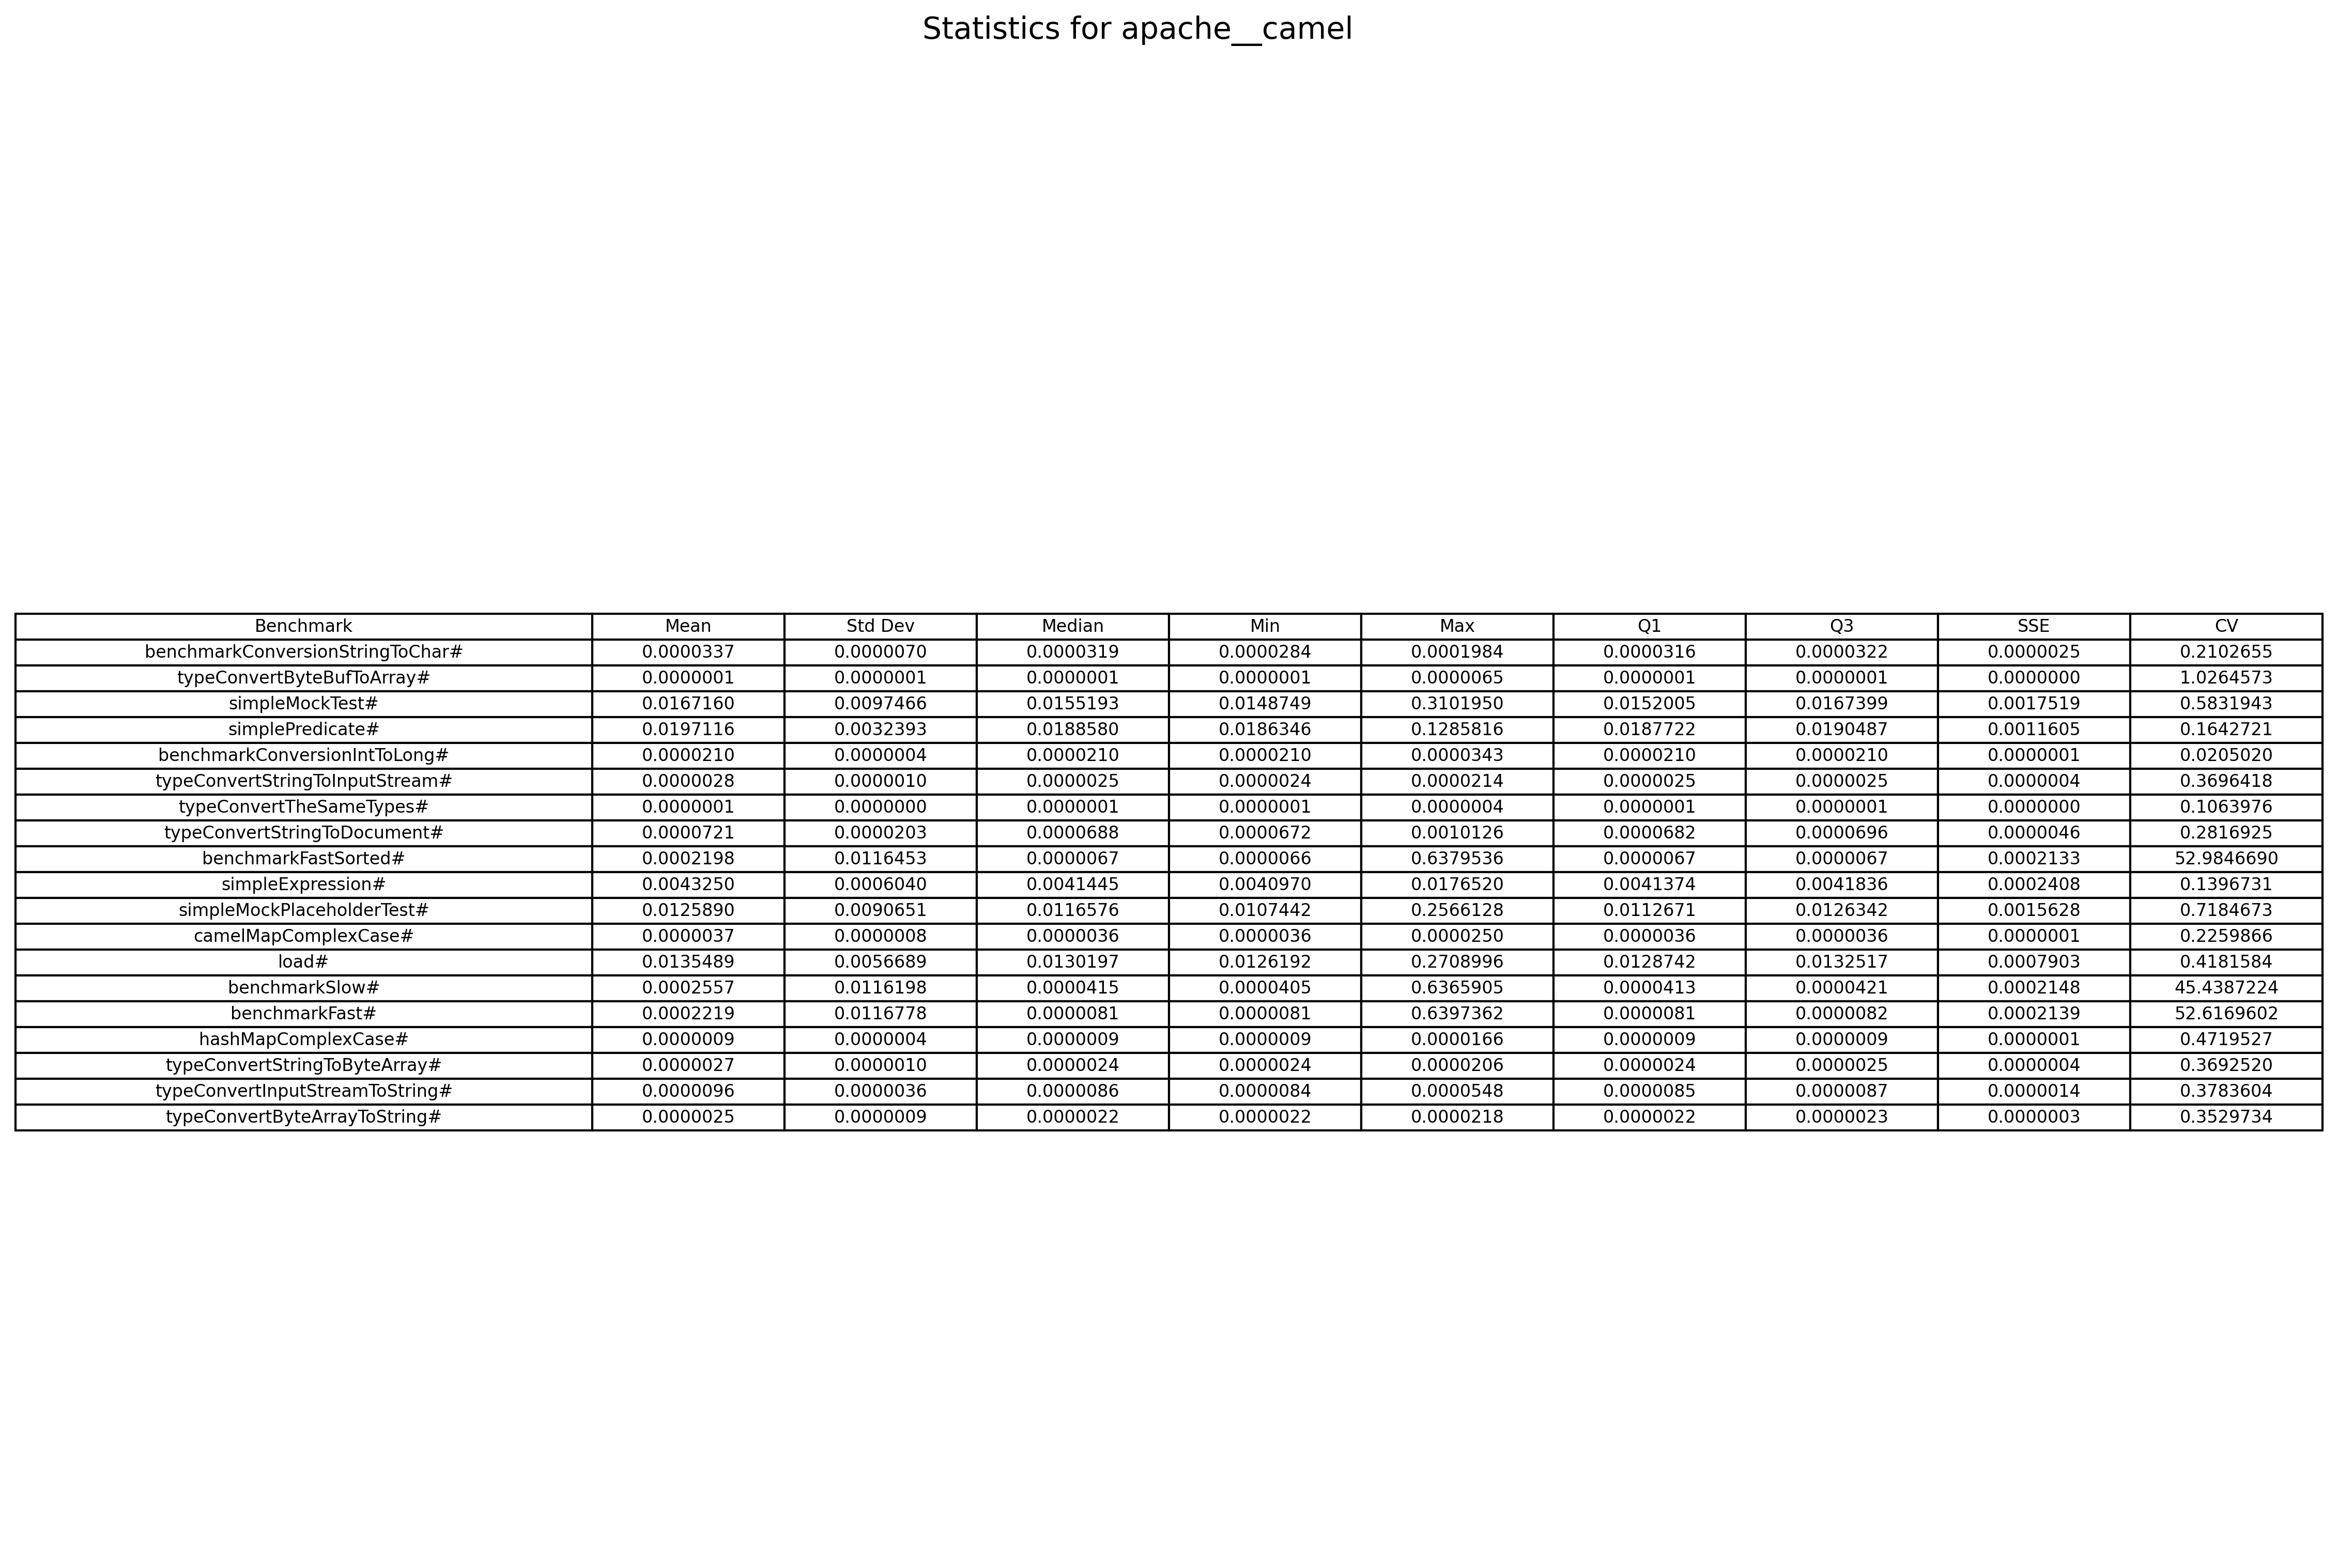 Statistics for apache__camel
Benchmark Mean Std Dev Median Min Max Q1 Q3 SSE CV
benchmarkConversionStringToChar# 0.0000337 0.0000070 0.0000319 0.0000284 0.0001984 0.0000316 0.0000322 0.0000025 0.2102655
typeConvertByteBufToArray# 0.0000001 0.0000001 0.0000001 0.0000001 0.0000065 0.0000001 0.0000001 0.0000000 1.0264573
simpleMockTest# 0.0167160 0.0097466 0.0155193 0.0148749 0.3101950 0.0152005 0.0167399 0.0017519 0.5831943
simplePredicate# 0.0197116 0.0032393 0.0188580 0.0186346 0.1285816 0.0187722 0.0190487 0.0011605 0.1642721
benchmarkConversionIntToLong# 0.0000210 0.0000004 0.0000210 0.0000210 0.0000343 0.0000210 0.0000210 0.0000001 0.0205020
typeConvertStringToInputStream# 0.0000028 0.0000010 0.0000025 0.0000024 0.0000214 0.0000025 0.0000025 0.0000004 0.3696418
typeConvertTheSameTypes# 0.0000001 0.0000000 0.0000001 0.0000001 0.0000004 0.0000001 0.0000001 0.0000000 0.1063976
typeConvertStringToDocument# 0.0000721 0.0000203 0.0000688 0.0000672 0.0010126 0.0000682 0.0000696 0.0000046 0.2816925
benchmarkFastSorted# 0.0002198 0.0116453 0.0000067 0.0000066 0.6379536 0.0000067 0.0000067 0.0002133 52.9846690
simpleExpression# 0.0043250 0.0006040 0.0041445 0.0040970 0.0176520 0.0041374 0.0041836 0.0002408 0.1396731
simpleMockPlaceholderTest# 0.0125890 0.0090651 0.0116576 0.0107442 0.2566128 0.0112671 0.0126342 0.0015628 0.7184673
camelMapComplexCase# 0.0000037 0.0000008 0.0000036 0.0000036 0.0000250 0.0000036 0.0000036 0.0000001 0.2259866
load# 0.0135489 0.0056689 0.0130197 0.0126192 0.2708996 0.0128742 0.0132517 0.0007903 0.4181584
benchmarkSlow# 0.0002557 0.0116198 0.0000415 0.0000405 0.6365905 0.0000413 0.0000421 0.0002148 45.4387224
benchmarkFast# 0.0002219 0.0116778 0.0000081 0.0000081 0.6397362 0.0000081 0.0000082 0.0002139 52.6169602
hashMapComplexCase# 0.0000009 0.0000004 0.0000009 0.0000009 0.0000166 0.0000009 0.0000009 0.0000001 0.4719527
typeConvertStringToByteArray# 0.0000027 0.0000010 0.0000024 0.0000024 0.0000206 0.0000024 0.0000025 0.0000004 0.3692520
typeConvertInputStreamToString# 0.0000096 0.0000036 0.0000086 0.0000084 0.0000548 0.0000085 0.0000087 0.0000014 0.3783604
typeConvertByteArrayToString# 0.0000025 0.0000009 0.0000022 0.0000022 0.0000218 0.0000022 0.0000023 0.0000003 0.3529734